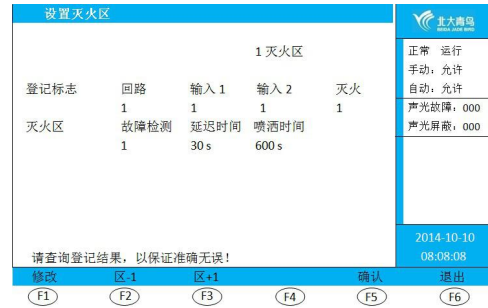 设置灭火区
北大青鸟
BEIDA JADE BIRD
1 灭火区
正常 运行
手动：允许
自动：允许
声光故障：000
声光屏蔽：000
登记标志 回路 输入 1 输入 2 灭火
1 1 1 1
灭火区 故障检测 延迟时间 喷洒时间
1 30 s 600 s
2014-10-10
08:08:08
请查询登记结果，以保证准确无误！
修改 区-1 区+1 确认 退出
F1 F2 F3 F4 F5 F6